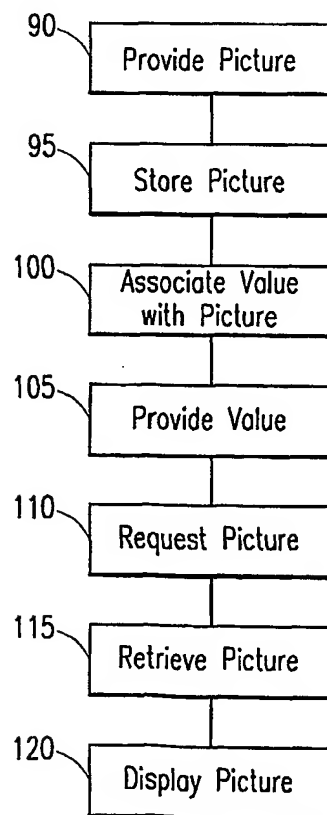 90
Provide Picture
95
Store Picture
100
Associate Value
with Picture
105
Provide Value
110
Request Picture
115
Retrieve Picture
120
Display Picture